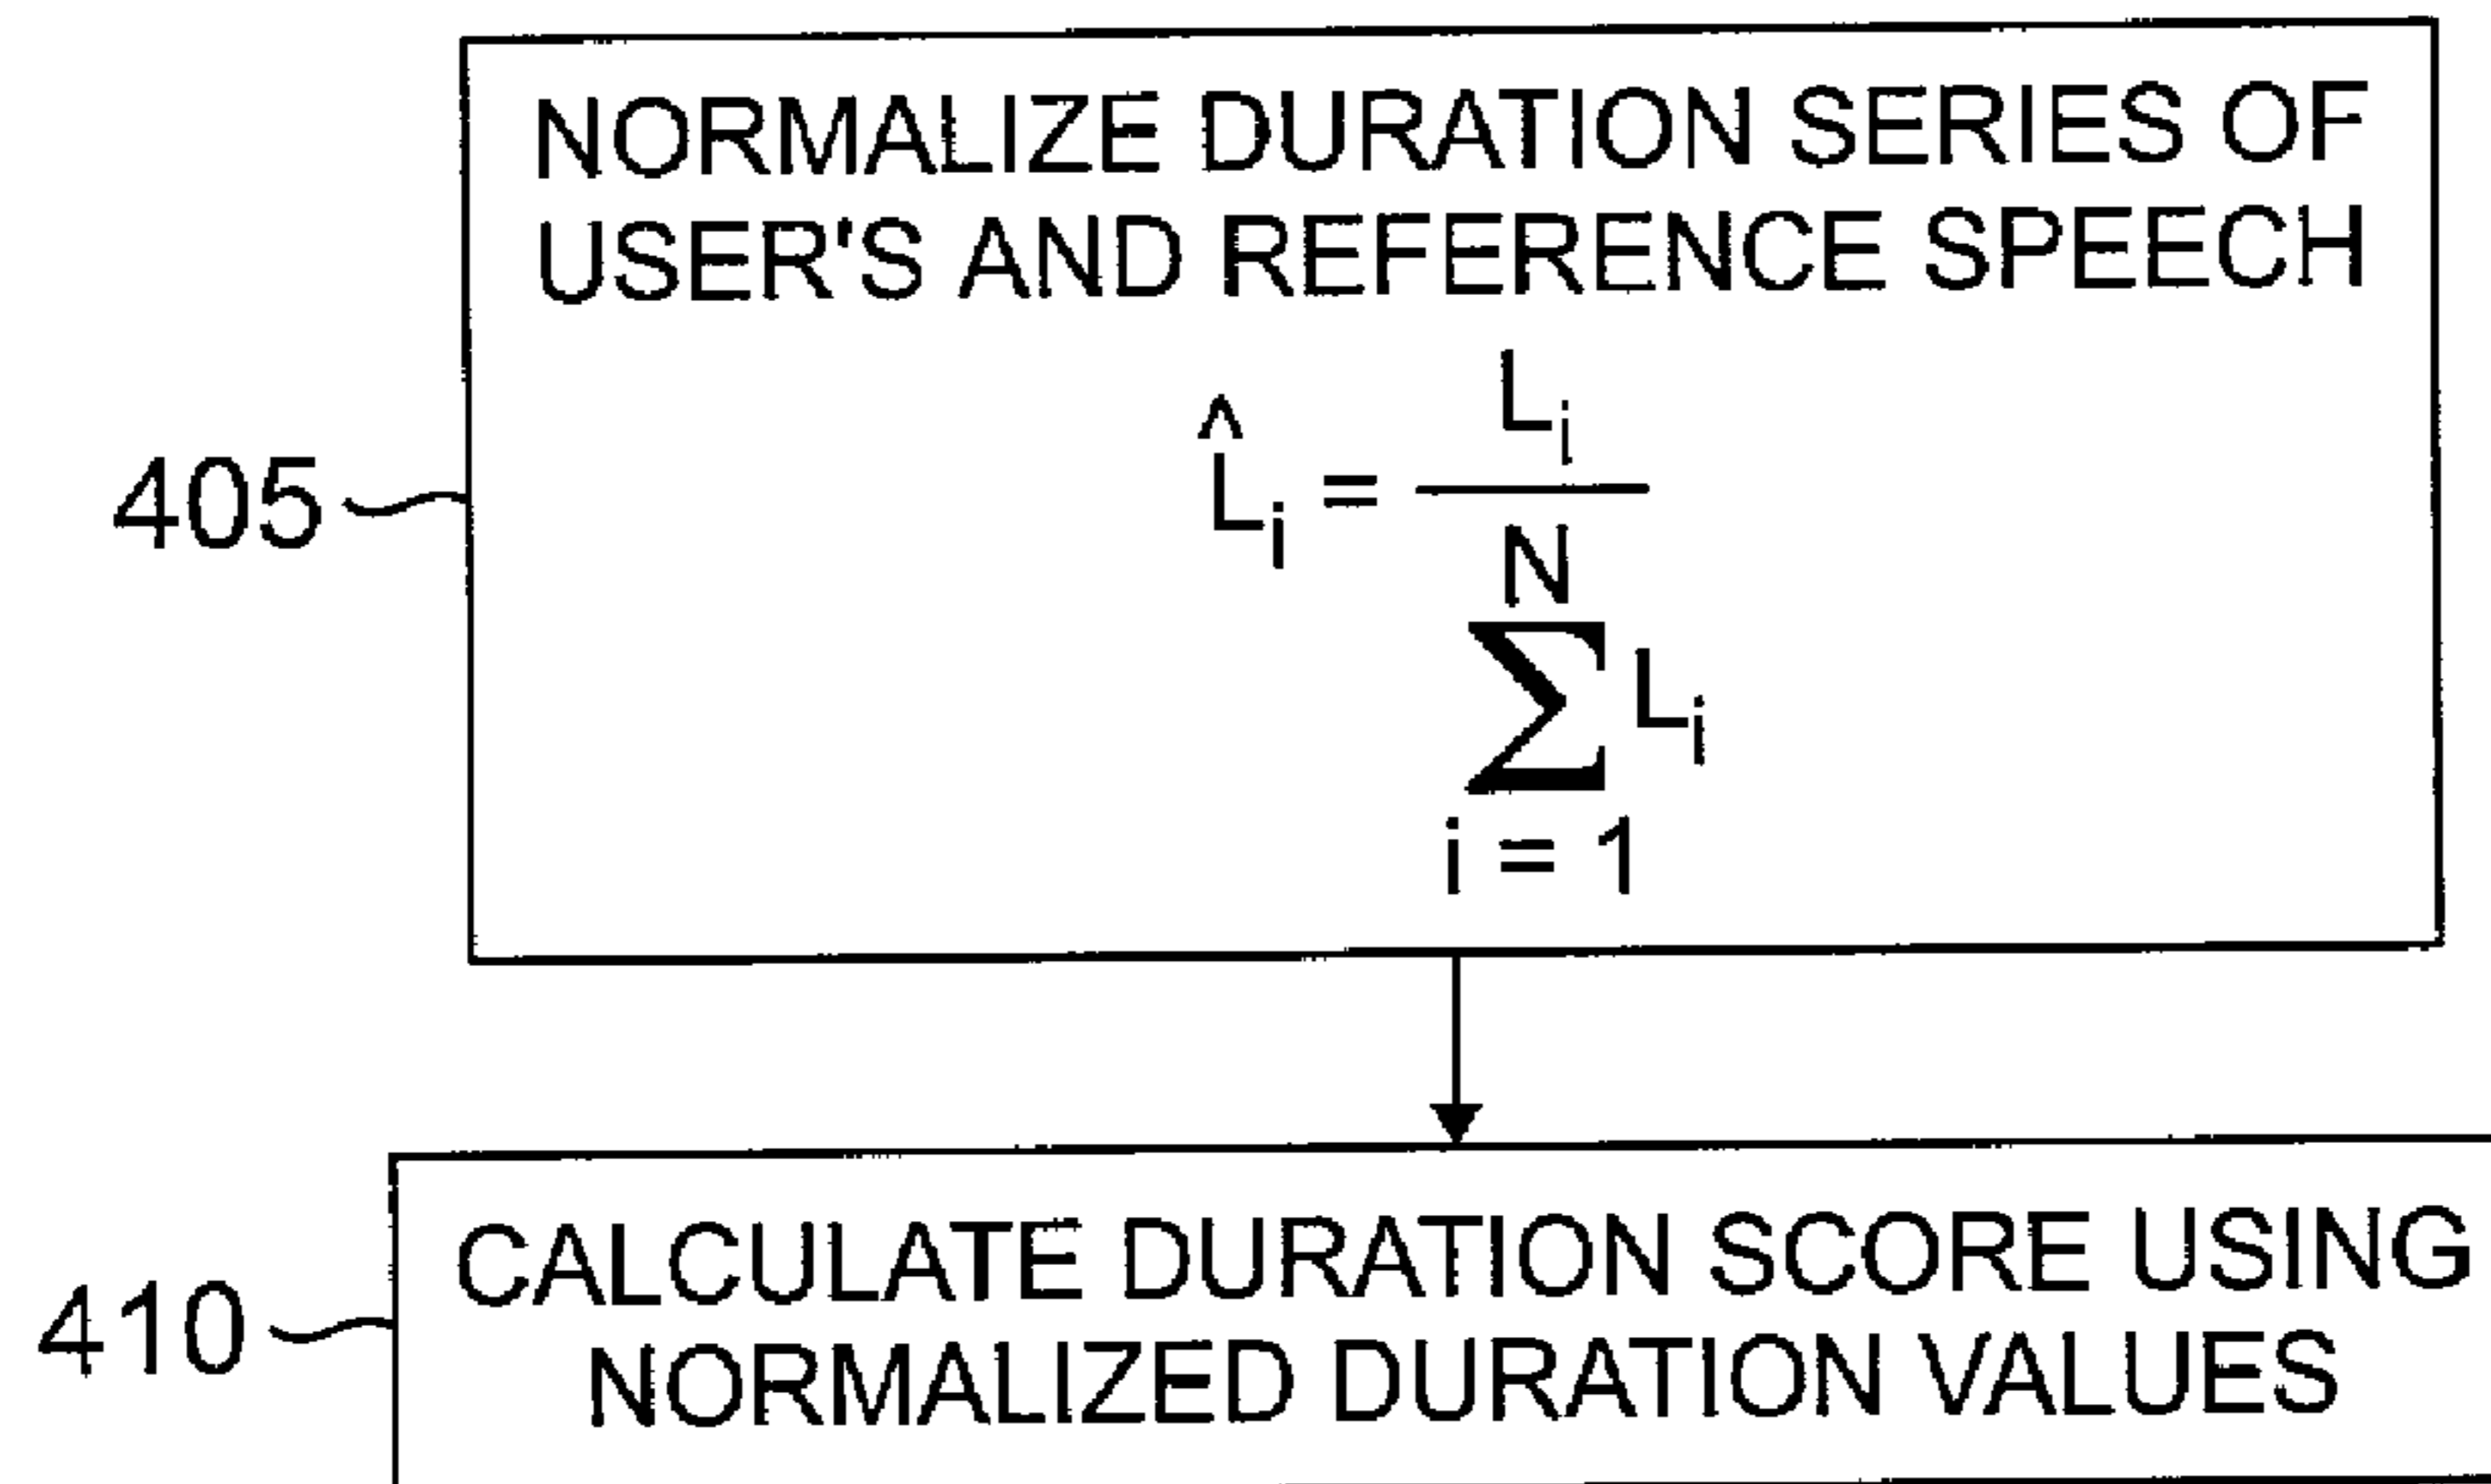 NORMALIZE DURATION SERIES OF
USER'S AND REFERENCE SPEECH
405
L̂i = Li / N ∑ i = 1 Li
410
CALCULATE DURATION SCORE USING
NORMALIZED DURATION VALUES